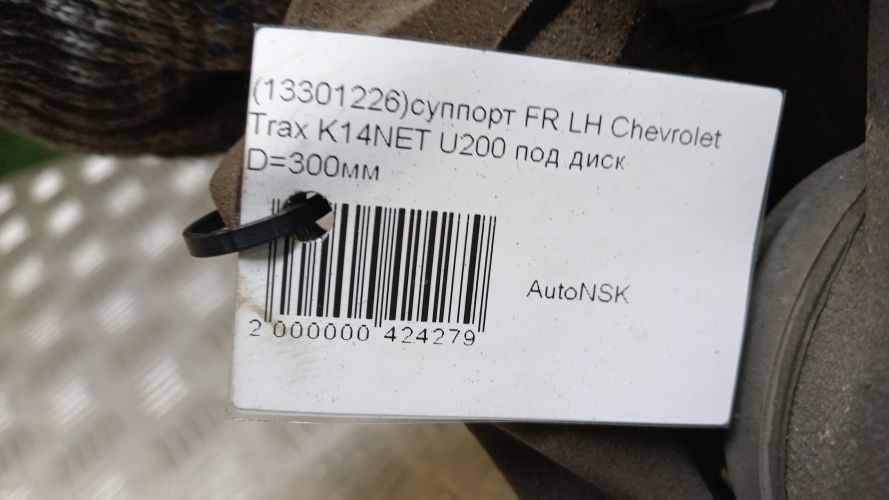 (13301226)суппорт FR LH Chevrolet
Trax K14NET U200 под диск
D=300мм
AutoNSK
2 000000 424279